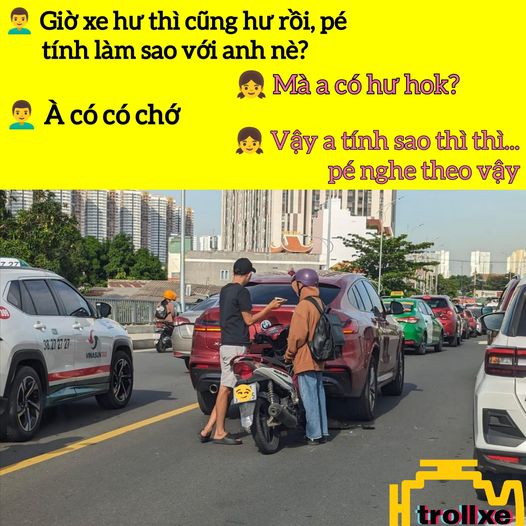 Giờ xe hư thì cũng hư rồi, pé
tính làm sao với anh nè?
Mà a có hư hok?
À có có chớ
Vậy a tính sao thì thì...
pé nghe theo vậy
38.27.27.27
VINASUN TAXI
trollxe